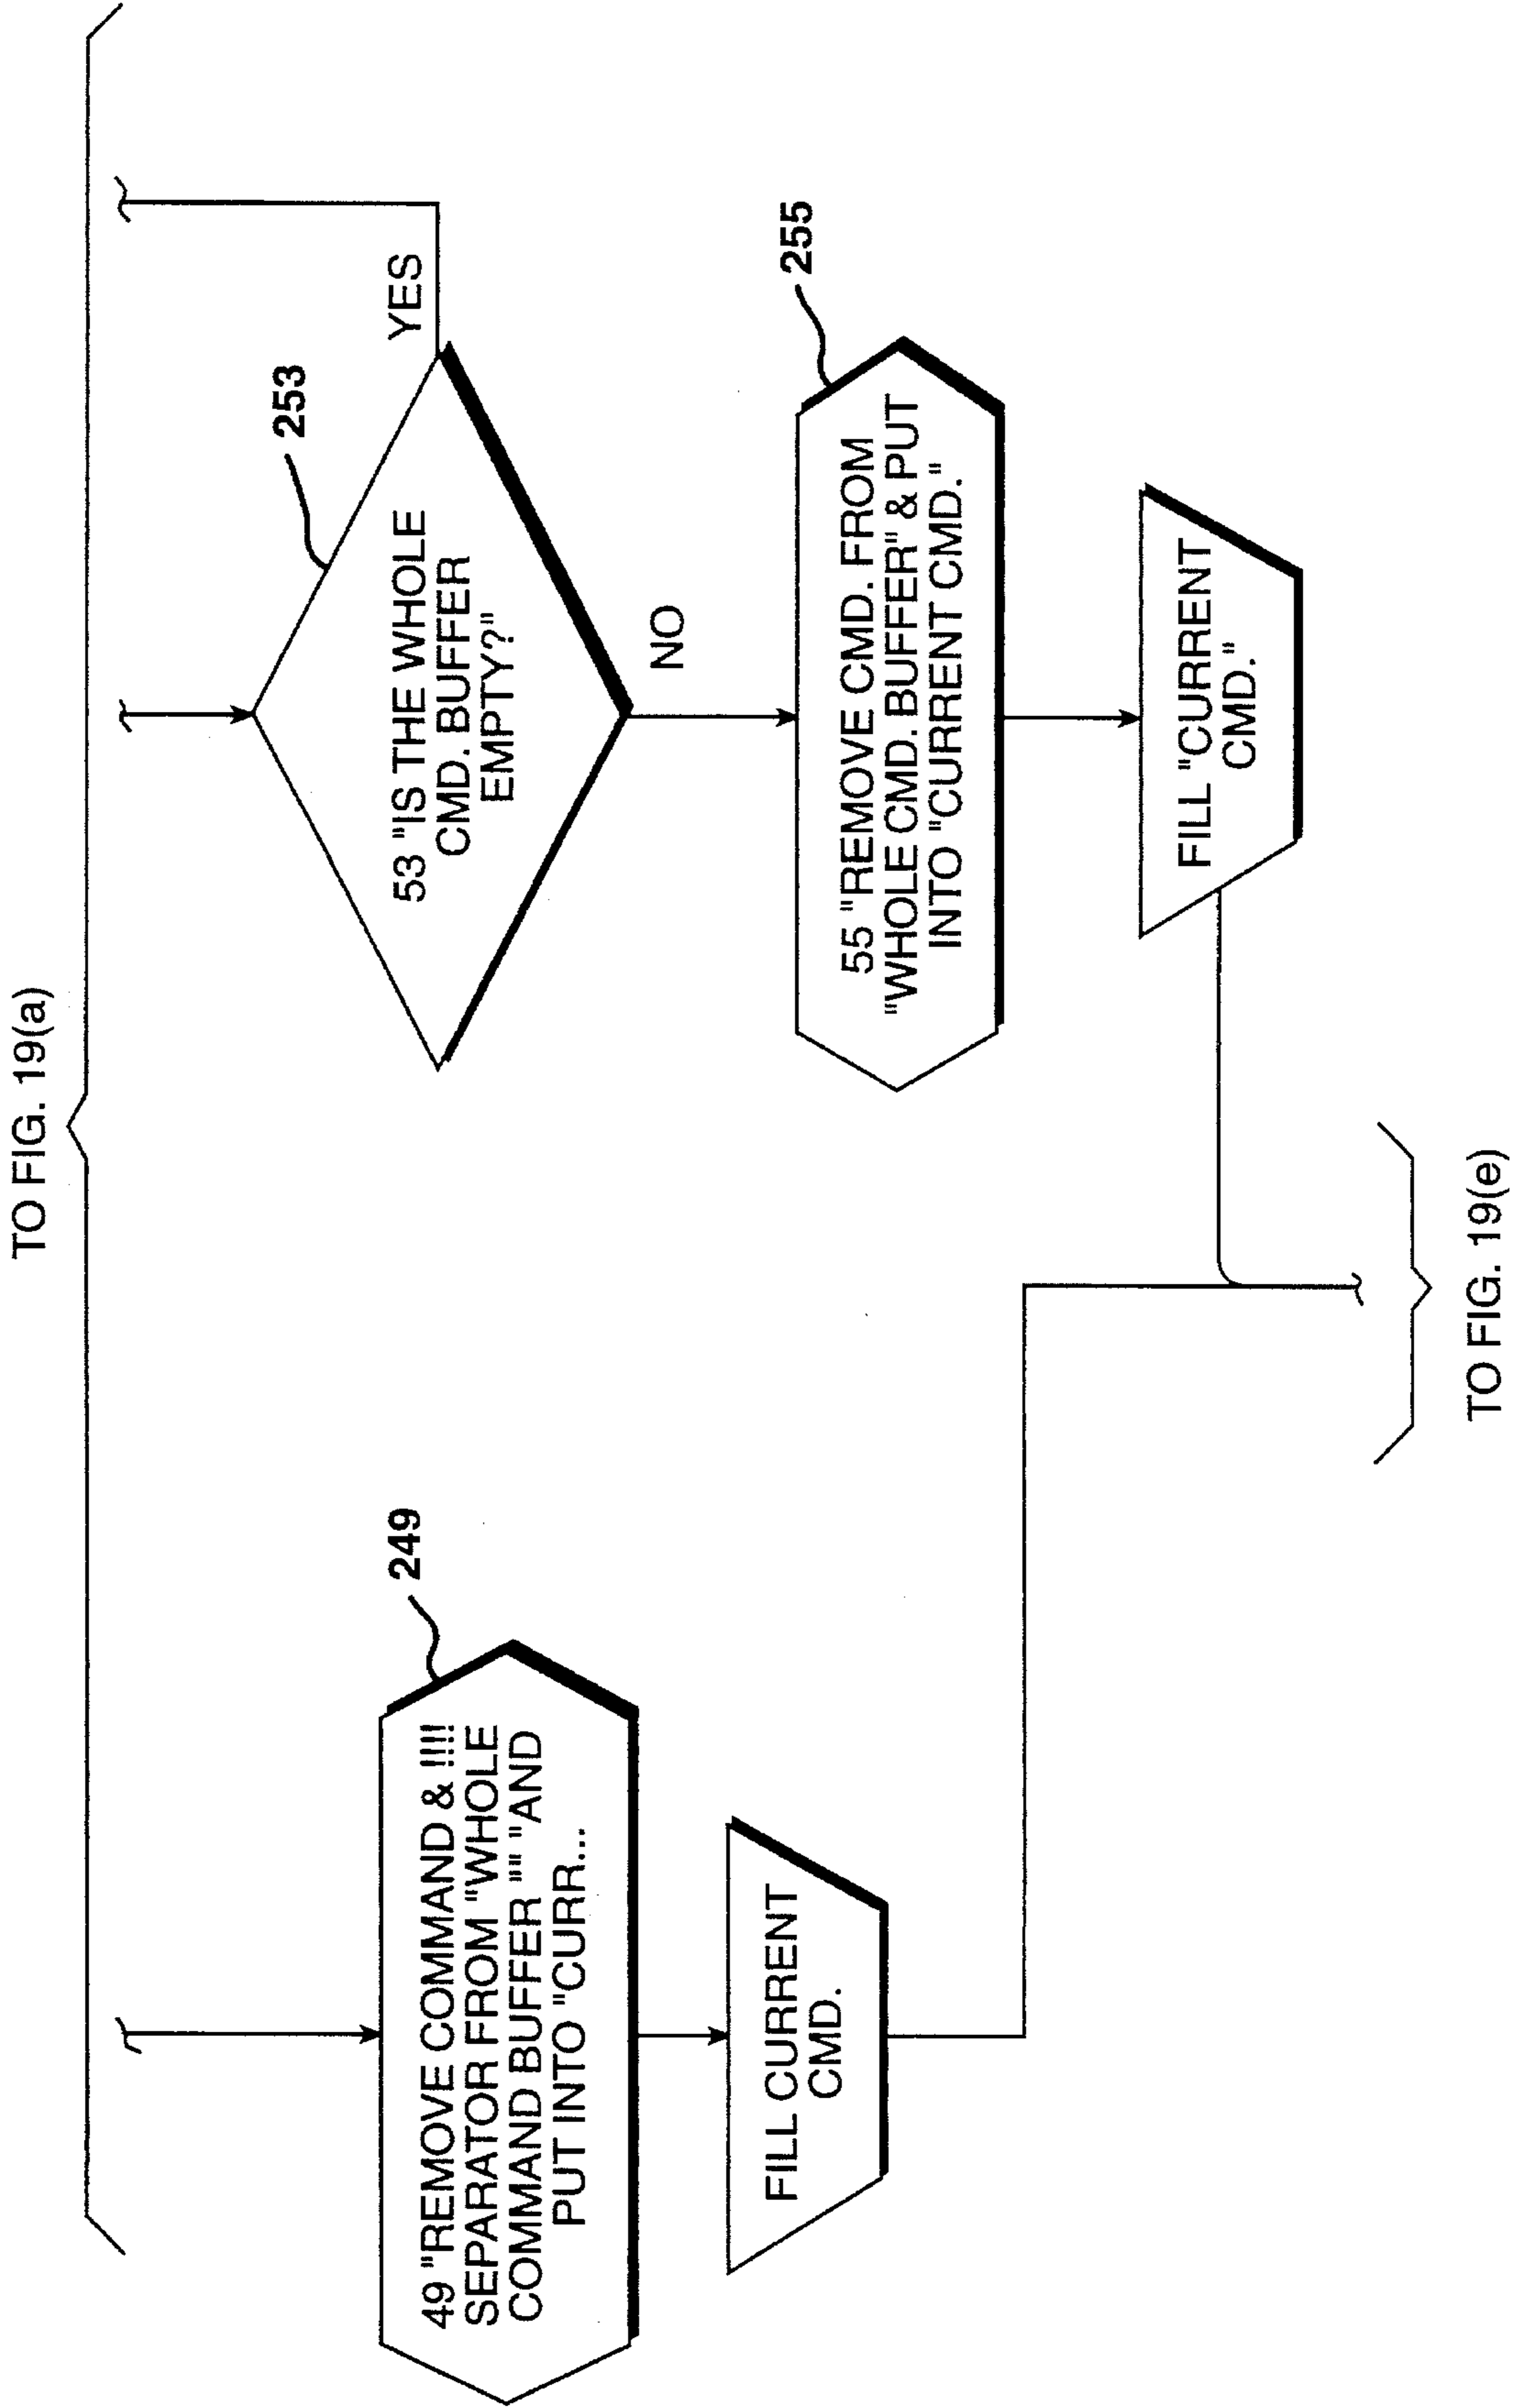 TO FIG. 19(a)
249
49 "REMOVE COMMAND & !!!!
SEPARATOR FROM "WHOLE
COMMAND BUFFER "" "AND
PUT INTO "CURR...
FILL CURRENT
CMD.
253
53 "IS THE WHOLE
CMD. BUFFER
EMPTY?"
YES
NO
255
55 "REMOVE CMD. FROM
"WHOLE CMD. BUFFER" & PUT
INTO "CURRENT CMD."
FILL "CURRENT
CMD."
TO FIG. 19(e)